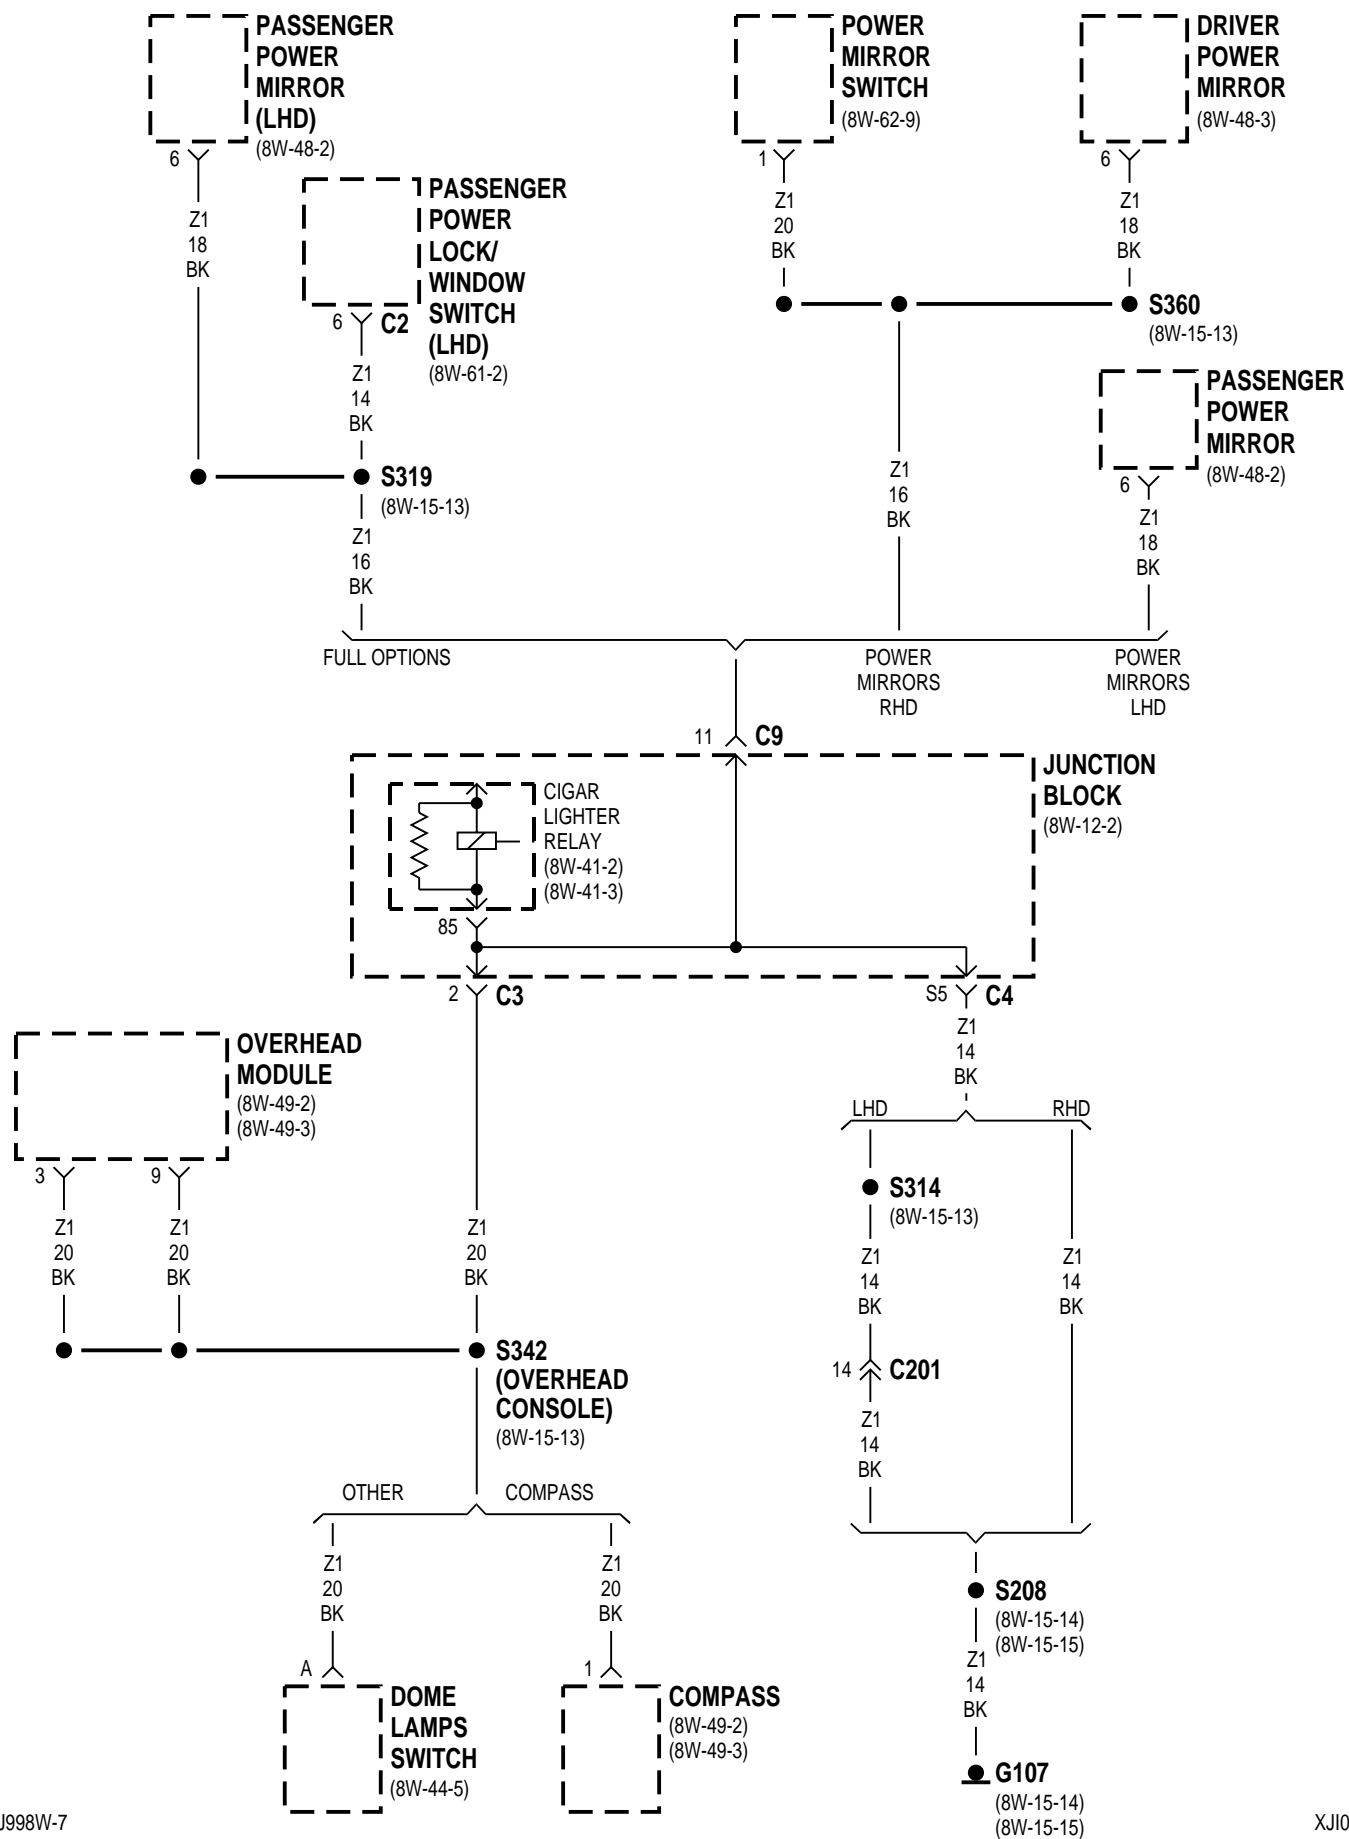 PASSENGER
POWER
MIRROR
(LHD)
(8W-48-2)
6
Z1
18
BK
PASSENGER
POWER
LOCK/
WINDOW
SWITCH
(LHD)
(8W-61-2)
6
C2
Z1
14
BK
S319
(8W-15-13)
Z1
16
BK
POWER
MIRROR
SWITCH
(8W-62-9)
1
Z1
20
BK
DRIVER
POWER
MIRROR
(8W-48-3)
6
Z1
18
BK
S360
(8W-15-13)
Z1
16
BK
PASSENGER
POWER
MIRROR
(8W-48-2)
6
Z1
18
BK
FULL OPTIONS
POWER
MIRRORS
RHD
POWER
MIRRORS
LHD
11
C9
JUNCTION
BLOCK
(8W-12-2)
CIGAR
LIGHTER
RELAY
(8W-41-2)
(8W-41-3)
85
2
C3
S5
C4
Z1
14
BK
OVERHEAD
MODULE
(8W-49-2)
(8W-49-3)
3
9
Z1
20
BK
Z1
20
BK
Z1
20
BK
LHD
RHD
S314
(8W-15-13)
Z1
14
BK
Z1
14
BK
S342
(OVERHEAD
CONSOLE)
(8W-15-13)
14
C201
Z1
14
BK
OTHER
COMPASS
Z1
20
BK
Z1
20
BK
A
1
DOME
LAMPS
SWITCH
(8W-44-5)
COMPASS
(8W-49-2)
(8W-49-3)
S208
(8W-15-14)
(8W-15-15)
Z1
14
BK
G107
(8W-15-14)
(8W-15-15)
J998W-7
XJI0